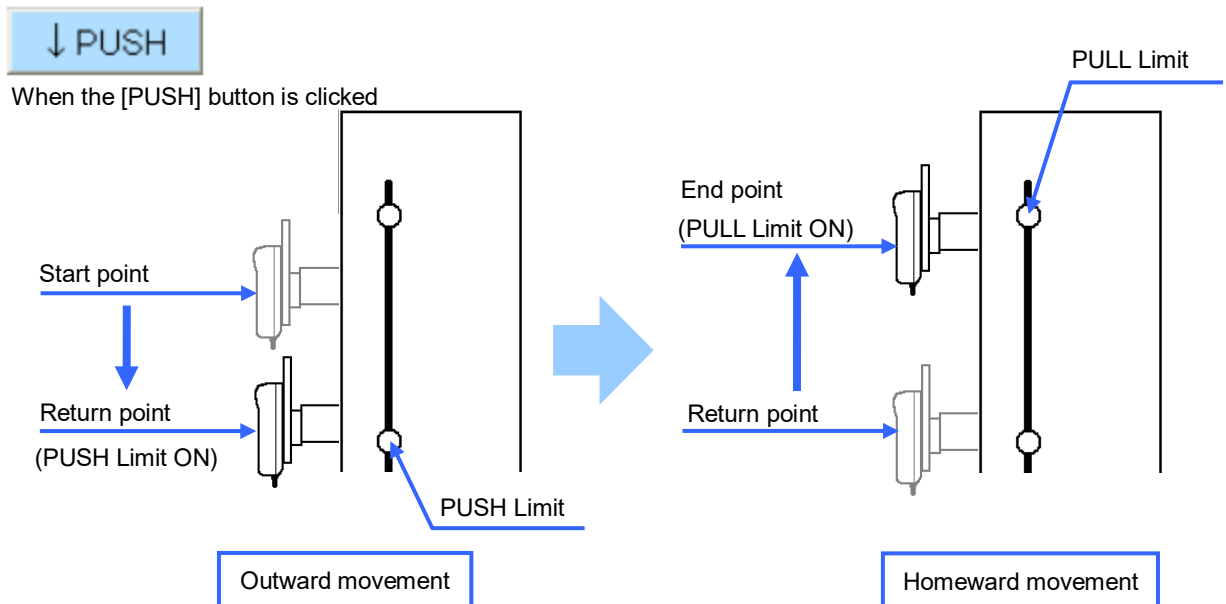 ↓PUSH
When the [PUSH] button is clicked
Start point
Return point
(PUSH Limit ON)
PUSH Limit
Outward movement
PULL Limit
End point
(PULL Limit ON)
Return point
Homeward movement